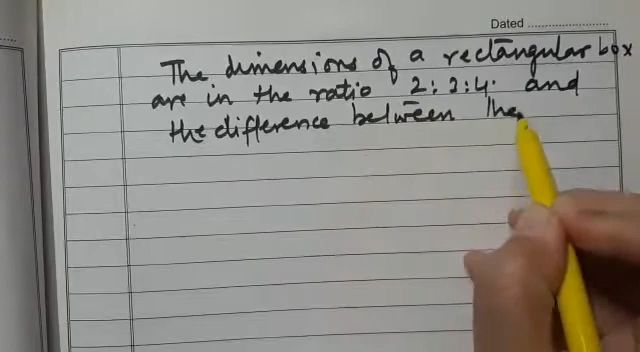 Dated ........................
The dimensions of a rectangular box
are in the ratio 2:3:4. and
the difference between the